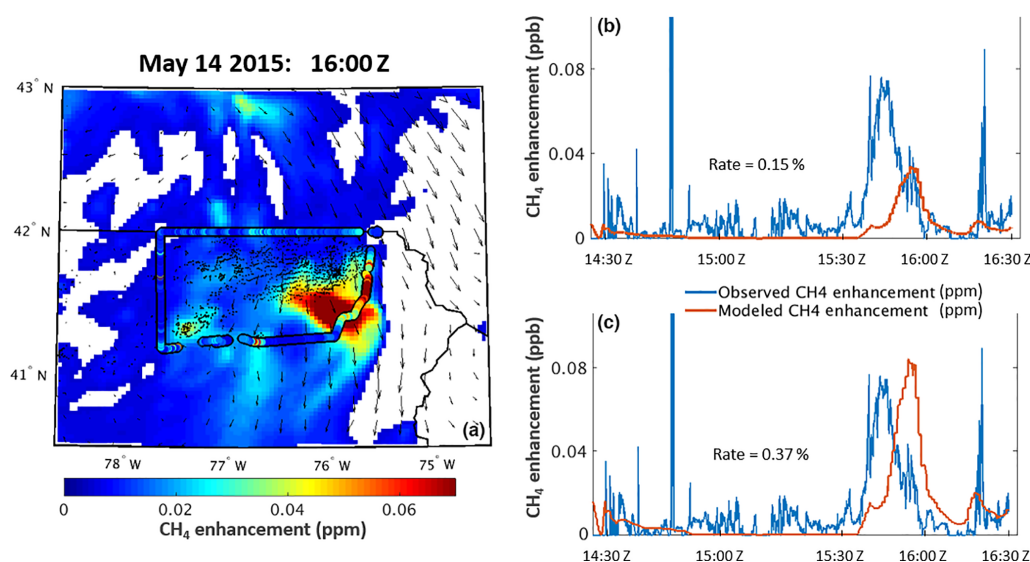 May 14 2015: 16:00 Z
43° N
42° N
41° N
(a)
78° W
77° W
76° W
75° W
0
0.02
0.04
0.06
CH4 enhancement (ppm)
(b)
CH4 enhancement (ppb)
0.08
0.04
0
Rate = 0.15 %
14:30 Z
15:00 Z
15:30 Z
16:00 Z
16:30 Z
Observed CH4 enhancement (ppm)
Modeled CH4 enhancement (ppm)
(c)
CH4 enhancement (ppb)
0.08
0.04
0
Rate = 0.37 %
14:30 Z
15:00 Z
15:30 Z
16:00 Z
16:30 Z